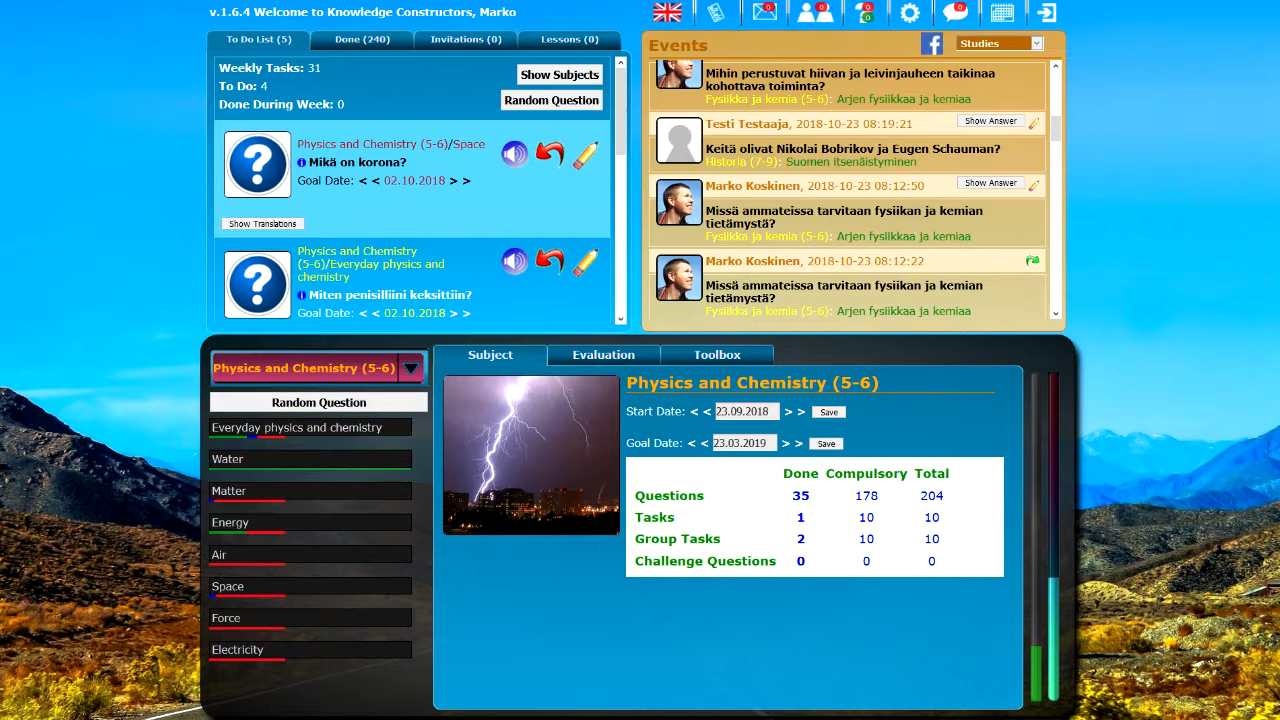 v.1.6.4 Welcome to Knowledge Constructors, Marko
0
0
0
0
0
To Do List (5)
Done (240)
Invitations (0)
Lessons (0)
Weekly Tasks: 31
To Do: 4
Done During Week: 0
Show Subjects
Random Question
Physics and Chemistry (5-6)/Space
Mikä on korona?
Goal Date: < < 02.10.2018 > >
Show Translations
Physics and Chemistry
(5-6)/Everyday physics and
chemistry
Miten penisilliini keksittiin?
Goal Date: < < 02.10.2018 > >
Events
Studies
Mihin perustuvat hiivan ja leivinjauheen taikinaa
kohottava toiminta?
Fysiikka ja kemia (5-6): Arjen fysiikkaa ja kemiaa
Testi Testaaja, 2018-10-23 08:19:21
Show Answer
Keitä olivat Nikolai Bobrikov ja Eugen Schauman?
Historia (7-9): Suomen itsenäistyminen
Marko Koskinen, 2018-10-23 08:12:50
Show Answer
Missä ammateissa tarvitaan fysiikan ja kemian
tietämystä?
Fysiikka ja kemia (5-6): Arjen fysiikkaa ja kemiaa
Marko Koskinen, 2018-10-23 08:12:22
Missä ammateissa tarvitaan fysiikan ja kemian
tietämystä?
Fysiikka ja kemia (5-6): Arjen fysiikkaa ja kemiaa
Physics and Chemistry (5-6)
Random Question
Everyday physics and chemistry
Water
Matter
Energy
Air
Space
Force
Electricity
Subject
Evaluation
Toolbox
Physics and Chemistry (5-6)
Start Date: < < 23.09.2018 > > Save
Goal Date: < < 23.03.2019 > > Save
Done Compulsory Total
Questions 35 178 204
Tasks 1 10 10
Group Tasks 2 10 10
Challenge Questions 0 0 0